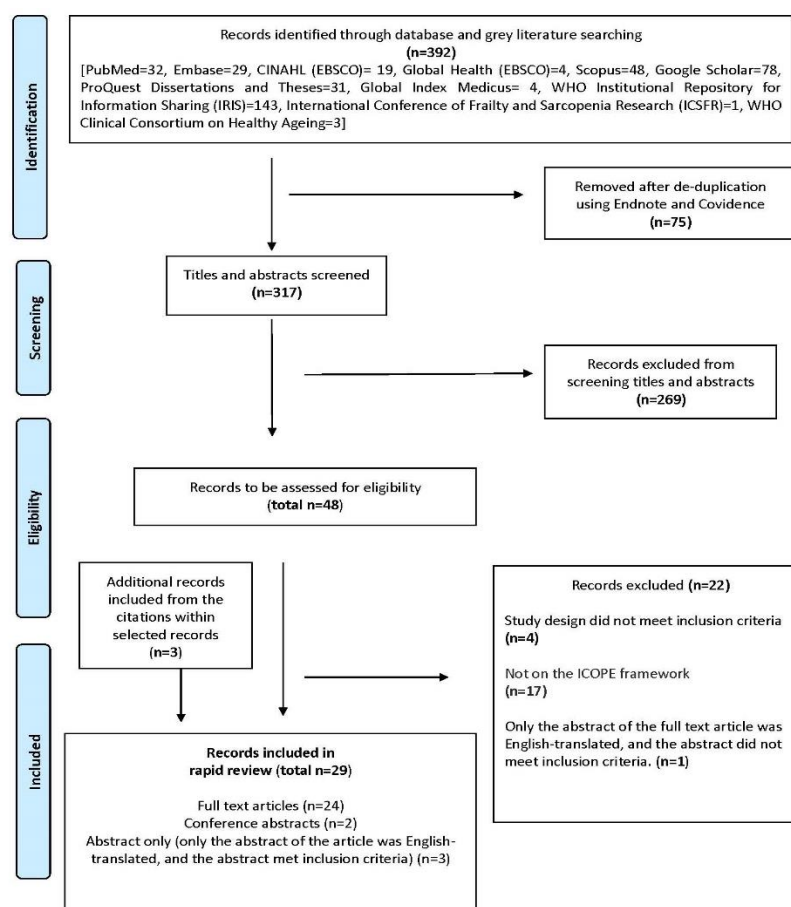 Identification
Records identified through database and grey literature searching
(n=392)
[PubMed=32, Embase=29, CINAHL (EBSCO)= 19, Global Health (EBSCO)=4, Scopus=48, Google Scholar=78,
ProQuest Dissertations and Theses=31, Global Index Medicus= 4, WHO Institutional Repository for
Information Sharing (IRIS)=143, International Conference of Frailty and Sarcopenia Research (ICSFR)=1, WHO
Clinical Consortium on Healthy Ageing=3]
Removed after de-duplication
using Endnote and Covidence
(n=75)
Screening
Titles and abstracts screened
(n=317)
Records excluded from
screening titles and abstracts
(n=269)
Eligibility
Records to be assessed for eligibility
(total n=48)
Additional records
included from the
citations within
selected records
(n=3)
Records excluded (n=22)
Study design did not meet inclusion criteria
(n=4)
Not on the ICOPE framework
(n=17)
Only the abstract of the full text article was
English-translated, and the abstract did not
meet inclusion criteria. (n=1)
Included
Records included in
rapid review (total n=29)
Full text articles (n=24)
Conference abstracts (n=2)
Abstract only (only the abstract of the article was English-
translated, and the abstract met inclusion criteria) (n=3)